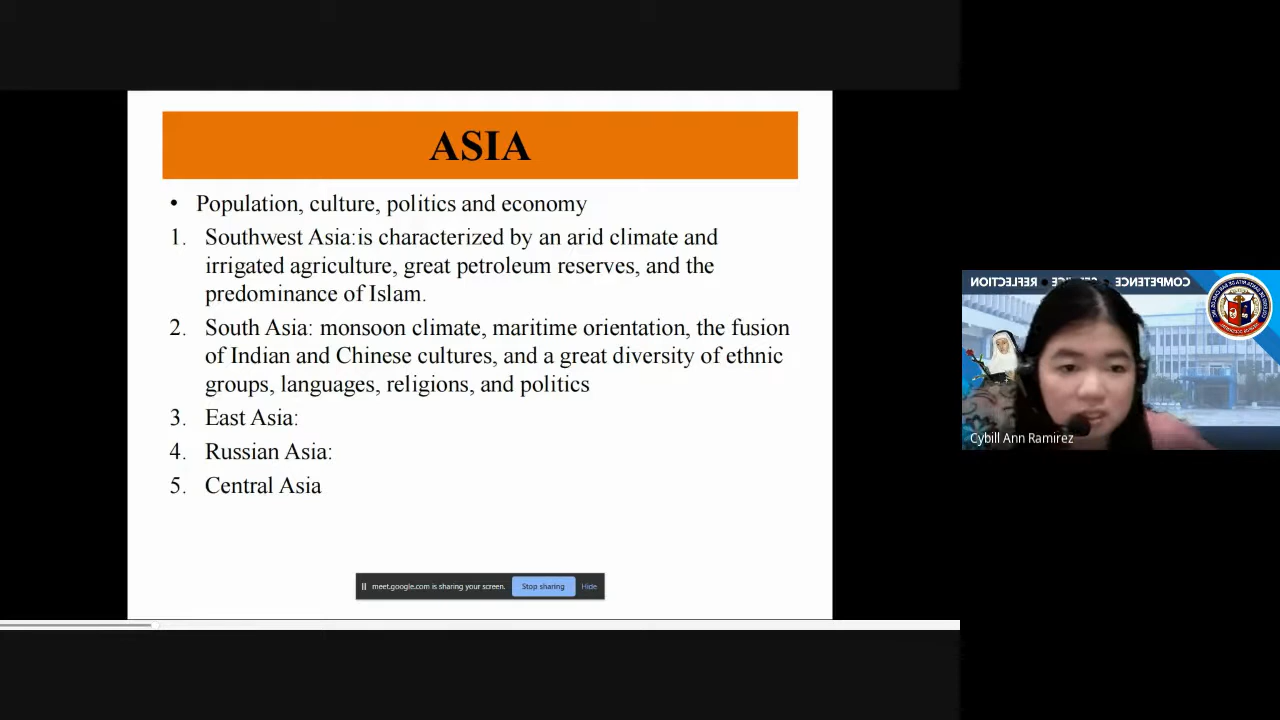 ASIA
• Population, culture, politics and economy
1. Southwest Asia:is characterized by an arid climate and
irrigated agriculture, great petroleum reserves, and the
predominance of Islam.
2. South Asia: monsoon climate, maritime orientation, the fusion
of Indian and Chinese cultures, and a great diversity of ethnic
groups, languages, religions, and politics
3. East Asia:
4. Russian Asia:
5. Central Asia
meet.google.com is sharing your screen. Stop sharing Hide
COMPETENCE
REFLECTION
Cybill Ann Ramirez